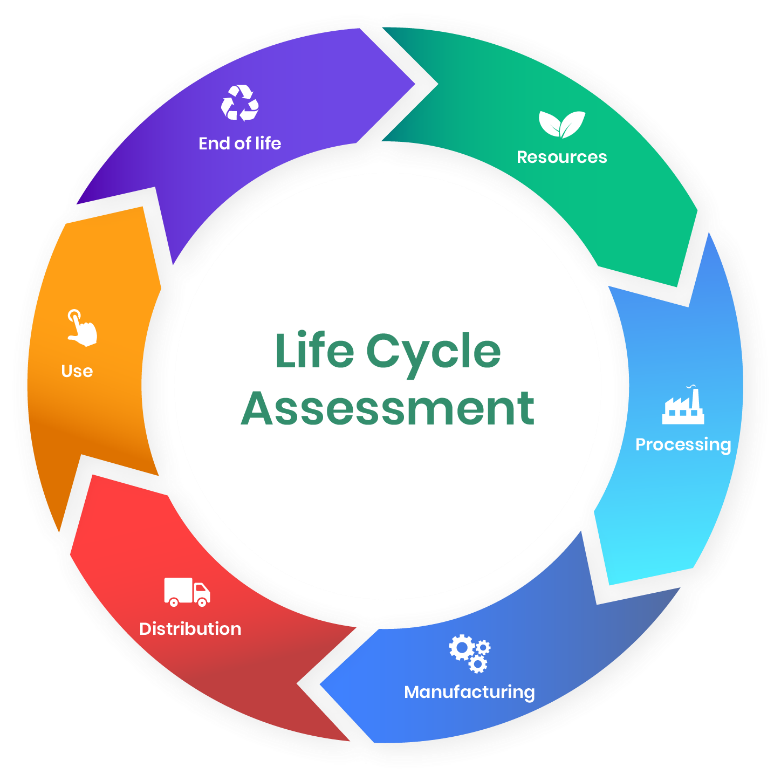 Life Cycle
Assessment
Resources
Processing
Manufacturing
Distribution
Use
End of life